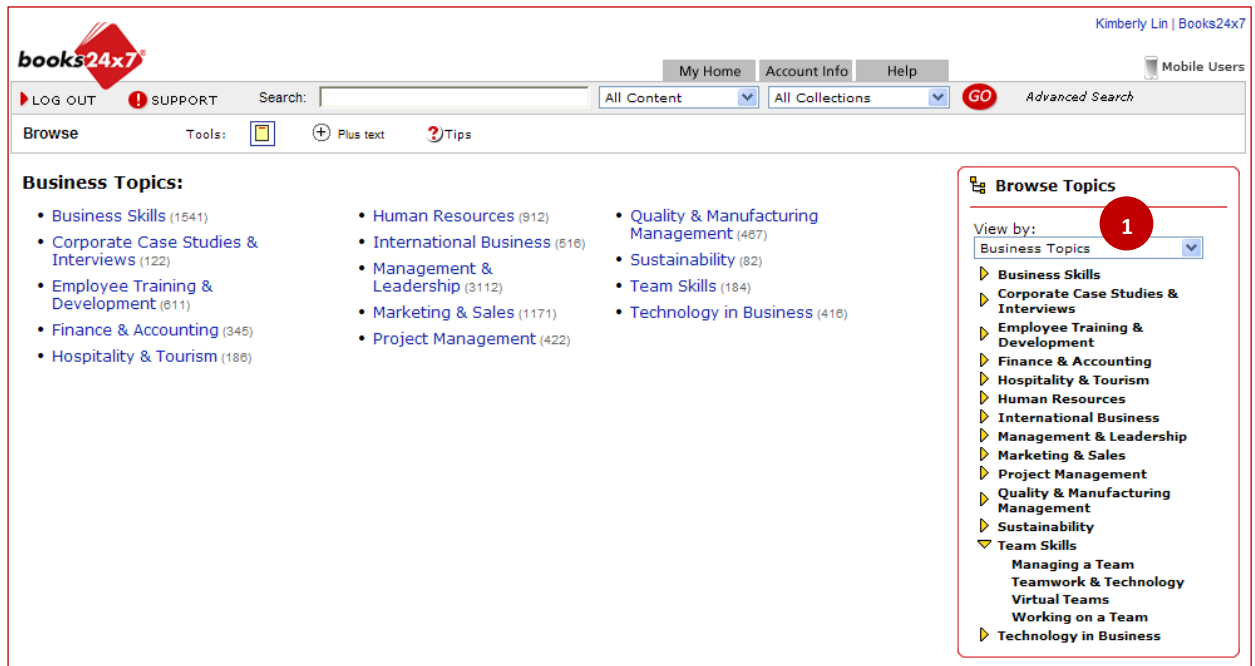 Kimberly Lin | Books24x7
books24x7®
My Home
Account Info
Help
Mobile Users
LOG OUT
SUPPORT
Search:
All Content
All Collections
GO
Advanced Search
Browse
Tools:
Plus text
Tips
Business Topics:
• Business Skills (1541)
• Corporate Case Studies &
Interviews (122)
• Employee Training &
Development (611)
• Finance & Accounting (345)
• Hospitality & Tourism (186)
• Human Resources (912)
• International Business (516)
• Management &
Leadership (3112)
• Marketing & Sales (1171)
• Project Management (422)
• Quality & Manufacturing
Management (467)
• Sustainability (82)
• Team Skills (184)
• Technology in Business (416)
Browse Topics
1
View by:
Business Topics
Business Skills
Corporate Case Studies &
Interviews
Employee Training &
Development
Finance & Accounting
Hospitality & Tourism
Human Resources
International Business
Management & Leadership
Marketing & Sales
Project Management
Quality & Manufacturing
Management
Sustainability
Team Skills
Managing a Team
Teamwork & Technology
Virtual Teams
Working on a Team
Technology in Business